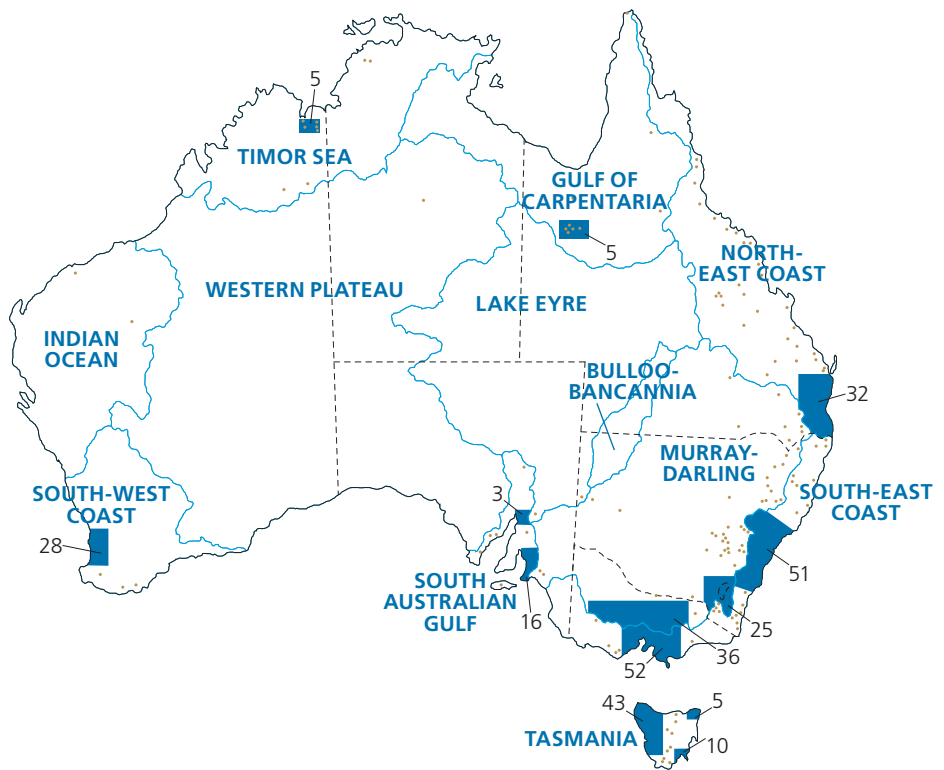 5
TIMOR SEA
GULF OF
CARPENTARIA
5
NORTH-
EAST COAST
WESTERN PLATEAU
LAKE EYRE
INDIAN
OCEAN
BULLOO-
BANCANNIA
32
MURRAY-
DARLING
SOUTH-WEST
COAST
3
SOUTH-EAST
COAST
28
51
SOUTH
AUSTRALIAN
GULF
16
25
36
52
43
5
TASMANIA
10